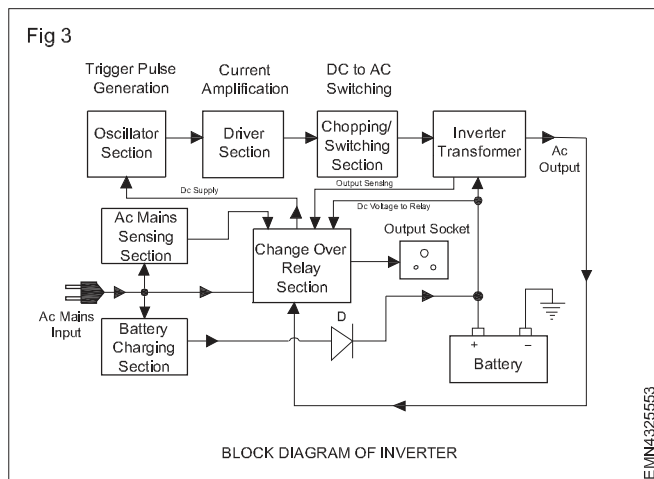 Fig 3
Trigger Pulse
Generation
Current
Amplification
DC to AC
Switching
Oscillator
Section
Driver
Section
Chopping/
Switching
Section
Inverter
Transformer
Ac
Output
Dc Supply
Output Sensing
Dc Voltage to Relay
Ac Mains
Sensing
Section
Change Over
Relay
Section
Output Socket
Ac Mains
Input
Battery
Charging
Section
D
+
–
Battery
BLOCK DIAGRAM OF INVERTER
EMN4325553